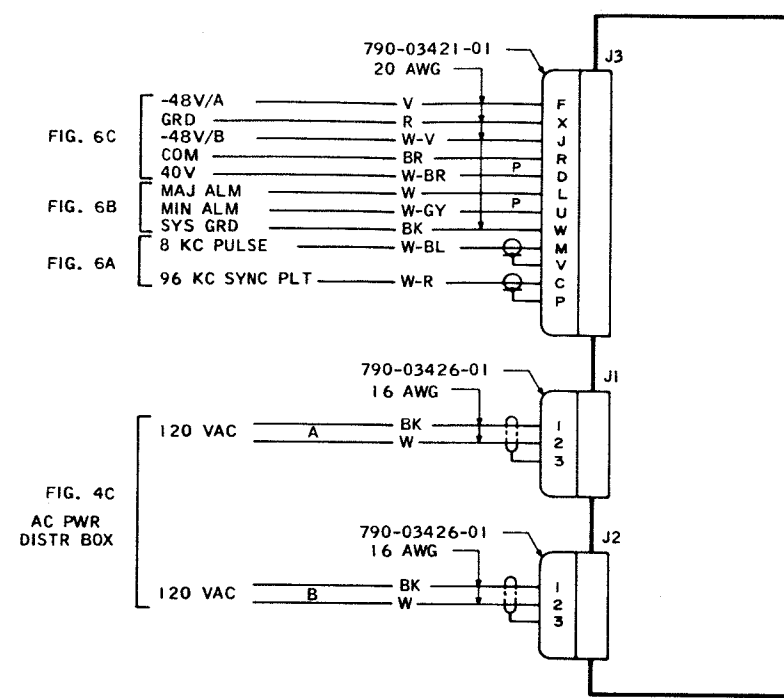 790-03421-01
20 AWG
J3
FIG. 6C
-48V/A V F
GRD R X
-48V/B W-V J
COM BR R
40V W-BR P D
FIG. 6B
MAJ ALM W L
MIN ALM W-GY P U
SYS GRD BK W
FIG. 6A
8 KC PULSE W-BL M
V
96 KC SYNC PLT W-R C
P
790-03426-01
16 AWG
J1
120 VAC A BK 1
W 2
3
FIG. 4C
AC PWR
DISTR BOX
790-03426-01
16 AWG
J2
120 VAC B BK 1
W 2
3